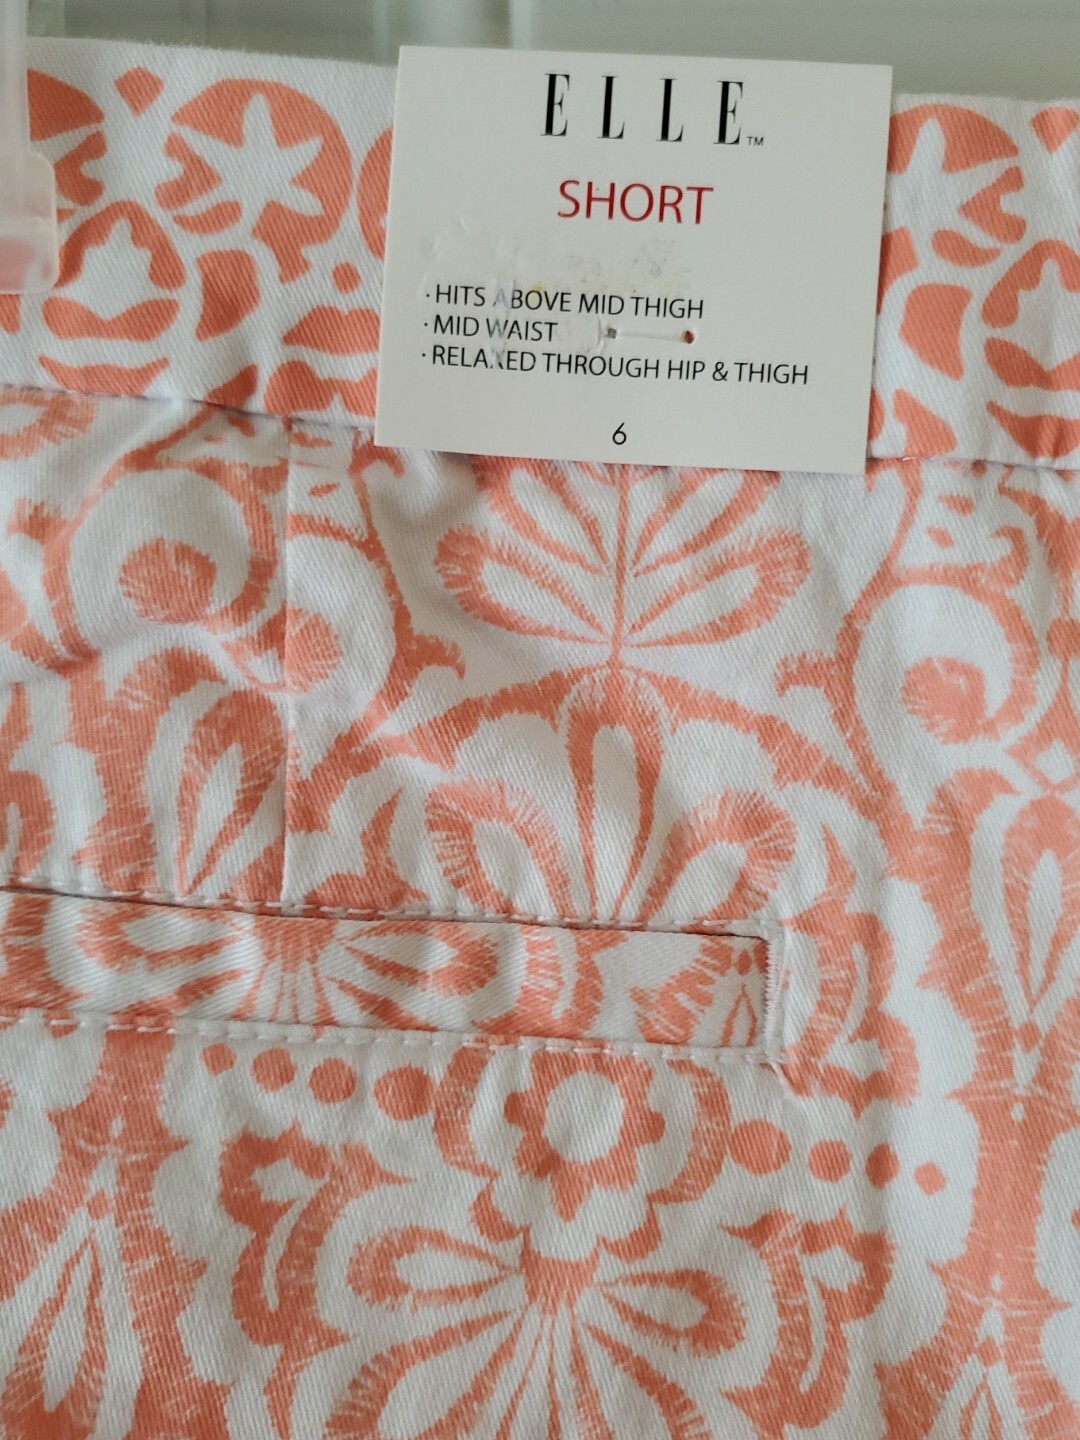 ELLE™
SHORT
· HITS ABOVE MID THIGH
· MID WAIST
· RELAXED THROUGH HIP & THIGH
6